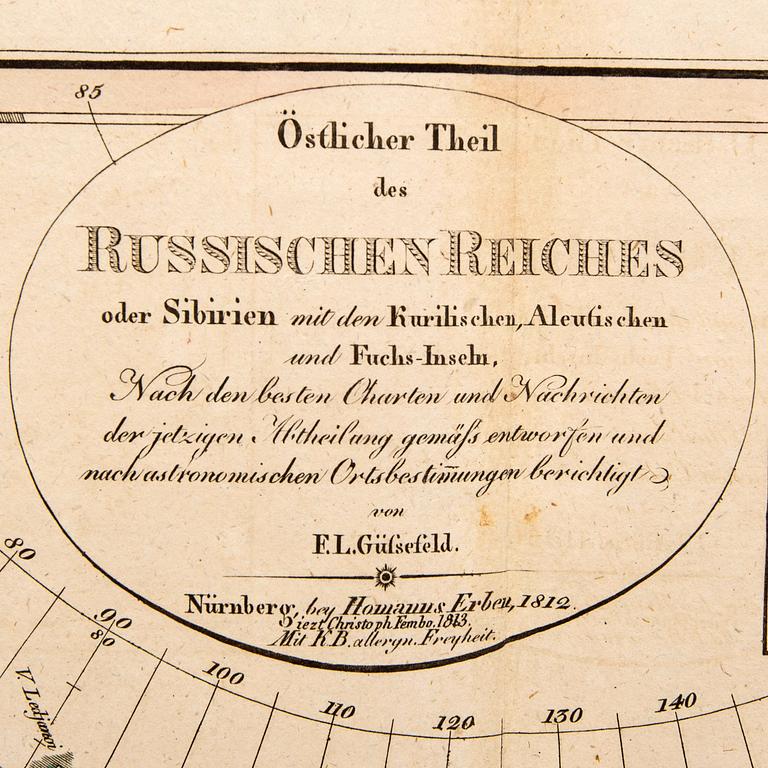 85
Östlicher Theil
des
RUSSISCHEN REICHES
oder Sibirien mit den Kurilischen, Aleutischen
und Fuchs-Inseln,
Nach den besten Charten und Nachrichten
der jetzigen Abtheilung gemäſs entworfen und
nach astronomischen Ortsbestim̅ungen berichtigt
von
F.L.Güſsefeld.
Nürnberg, bey Homanns Erben, 1812.
iezt Christoph Fembo. 1813.
Mit K.B. allergn. Freyheit.
80
90
80
100
110
120
130
140